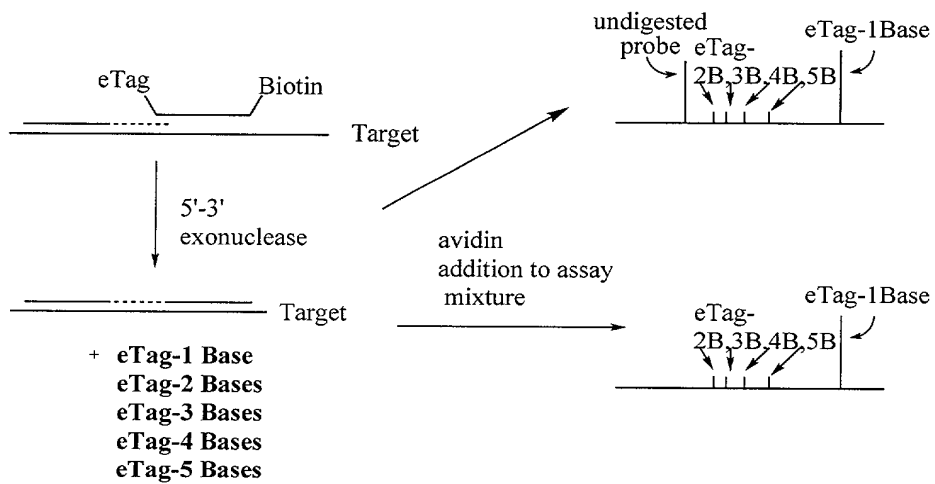 eTag
Biotin
Target
5'-3'
exonuclease
Target
+ eTag-1 Base
eTag-2 Bases
eTag-3 Bases
eTag-4 Bases
eTag-5 Bases
avidin
addition to assay
mixture
undigested
probe
eTag-
2B,3B,4B,5B
eTag-1Base
eTag-
2B,3B,4B,5B
eTag-1Base